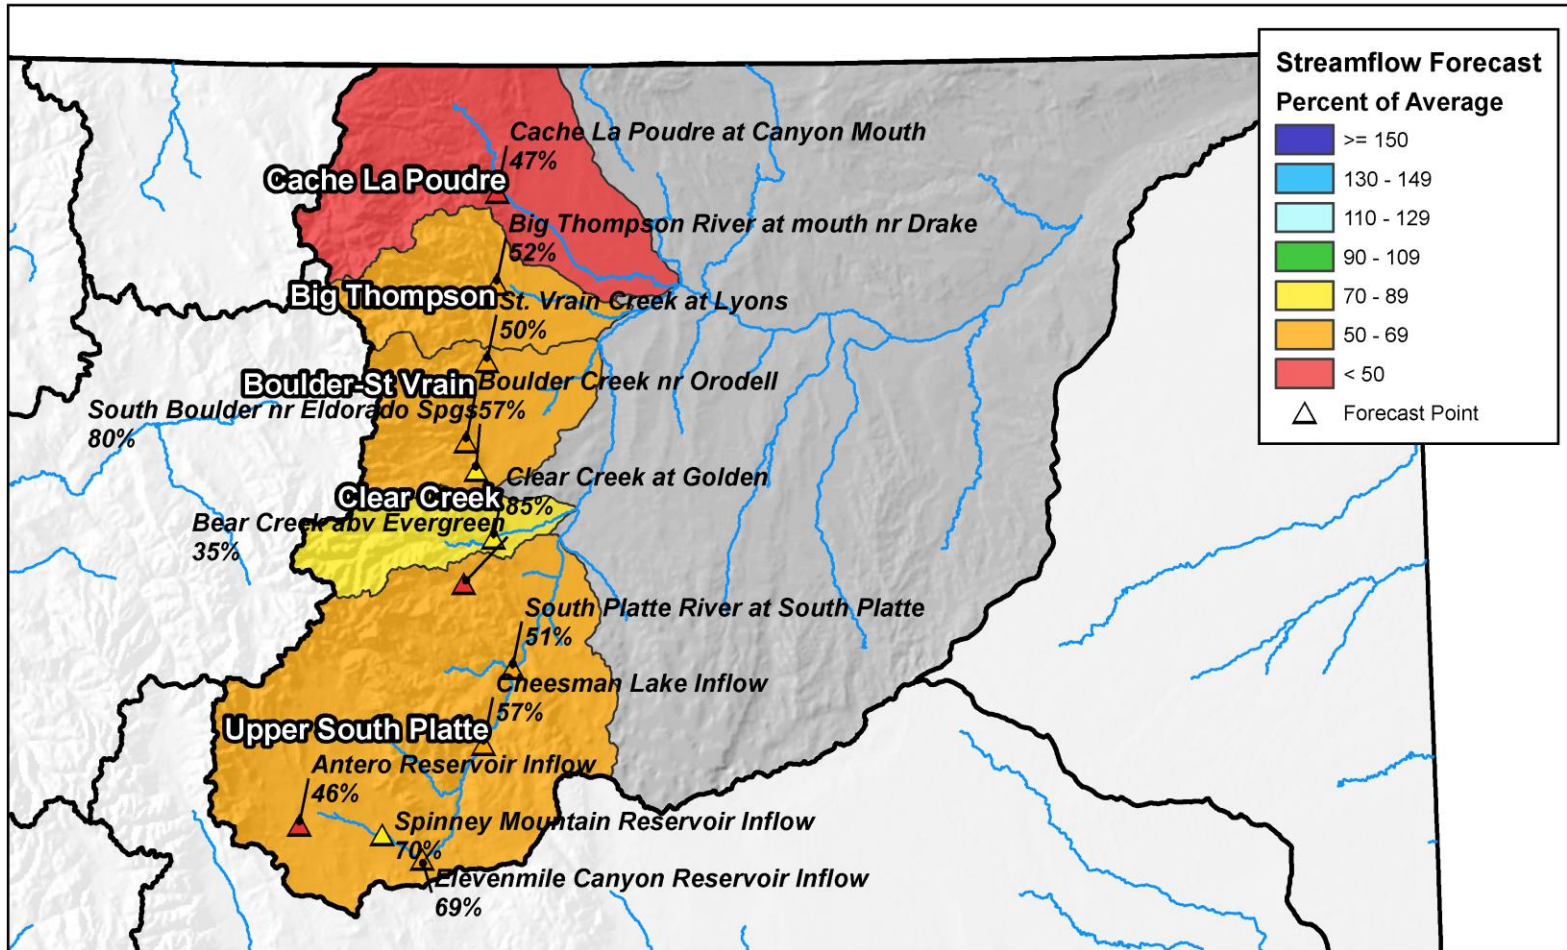 Streamflow Forecast
Percent of Average
>= 150
130 - 149
110 - 129
90 - 109
70 - 89
50 - 69
< 50
Forecast Point
Cache La Poudre at Canyon Mouth
47%
Cache La Poudre
Big Thompson River at mouth nr Drake
52%
Big Thompson
St. Vrain Creek at Lyons
50%
Boulder-St Vrain
Boulder Creek nr Orodell
57%
South Boulder nr Eldorado Spgs
80%
Clear Creek at Golden
85%
Clear Creek
Bear Creek abv Evergreen
35%
South Platte River at South Platte
51%
Cheesman Lake Inflow
57%
Upper South Platte
Antero Reservoir Inflow
46%
Spinney Mountain Reservoir Inflow
70%
Elevenmile Canyon Reservoir Inflow
69%